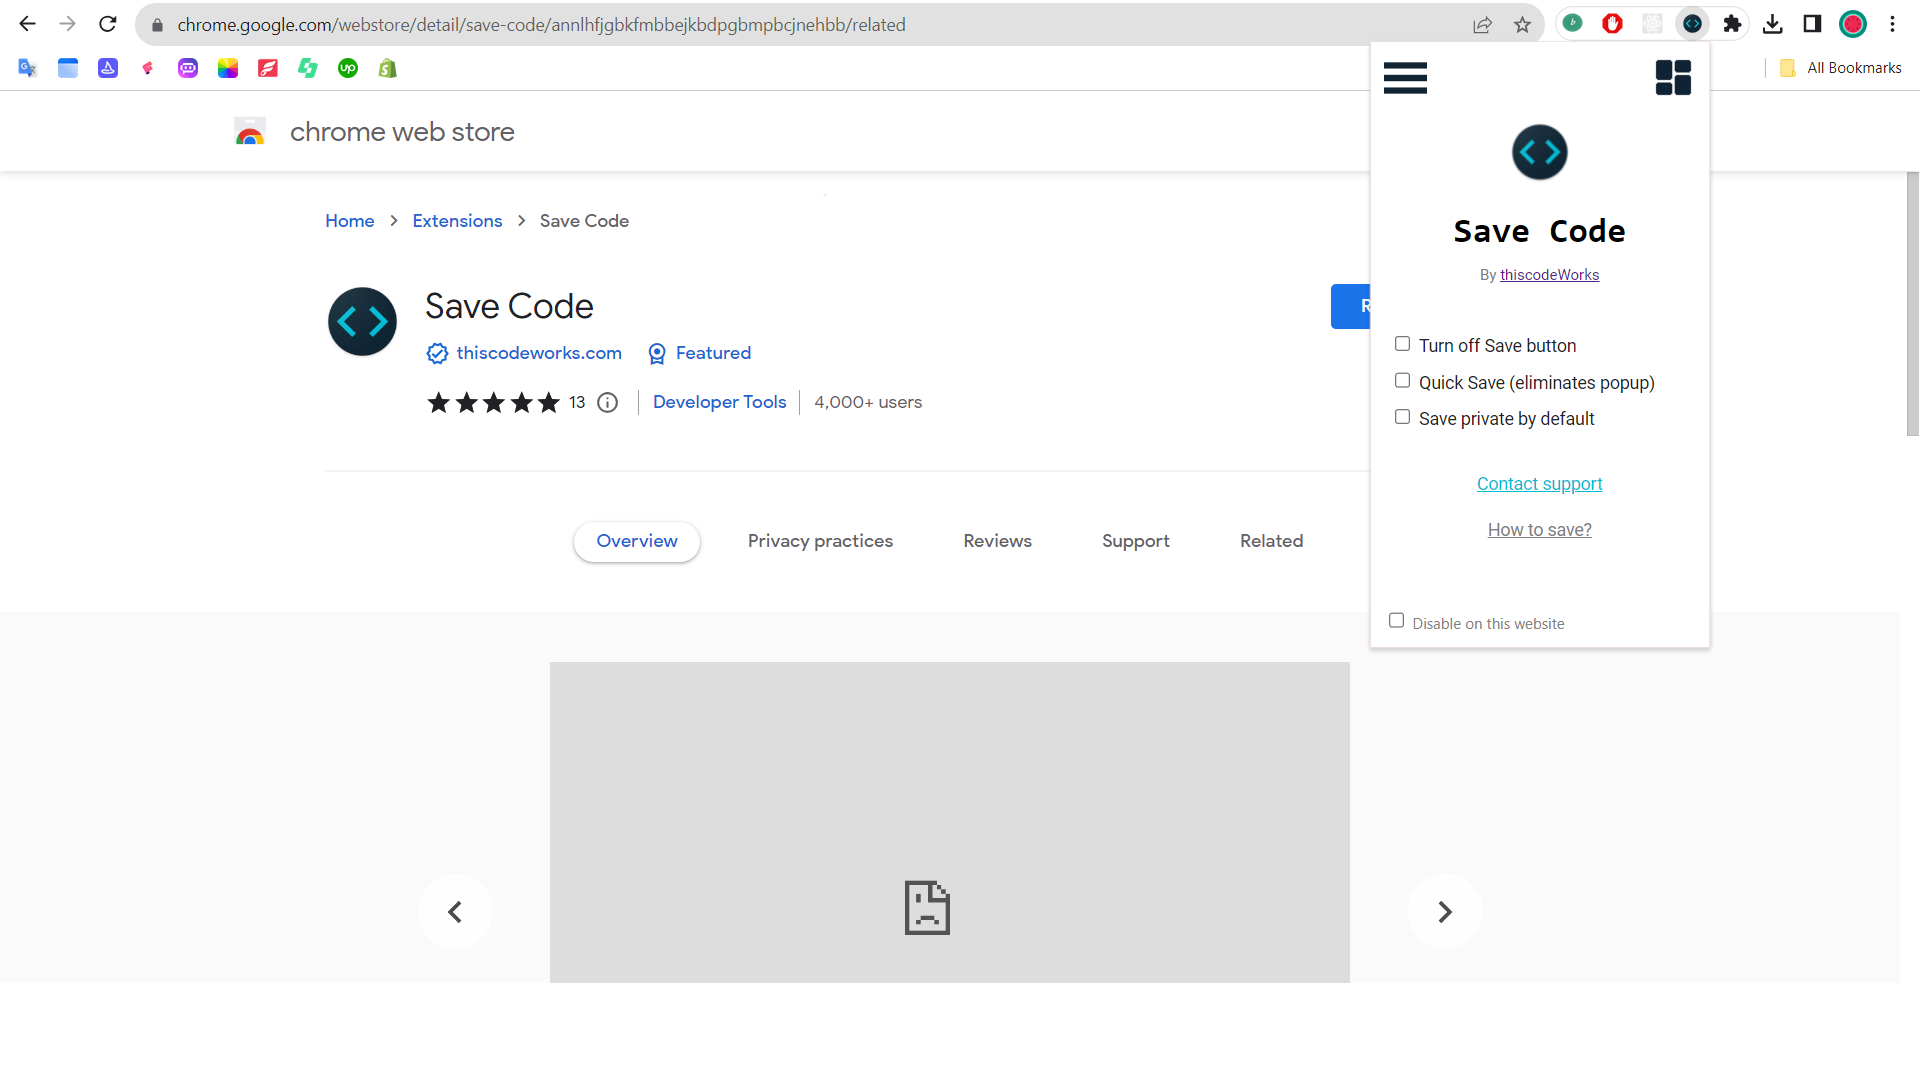 chrome.google.com/webstore/detail/save-code/annlhfjgbkfmbbejkbdpgbmpbcjnehbb/related
All Bookmarks
chrome web store
Home > Extensions > Save Code
Save Code
thiscodeworks.com Featured
13 Developer Tools 4,000+ users
R
Overview Privacy practices Reviews Support Related
Save Code
By thiscodeWorks
Turn off Save button
Quick Save (eliminates popup)
Save private by default
Contact support
How to save?
Disable on this website